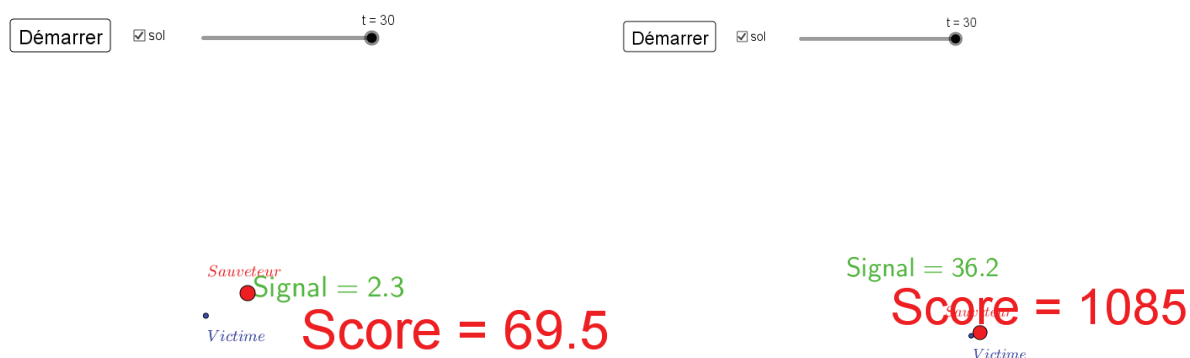 t = 30
Démarrer
sol
Sauveteur
Signal = 2.3
Victime
Score = 69.5
t = 30
Démarrer
sol
Signal = 36.2
Score = 1085
Sauveteur
Victime